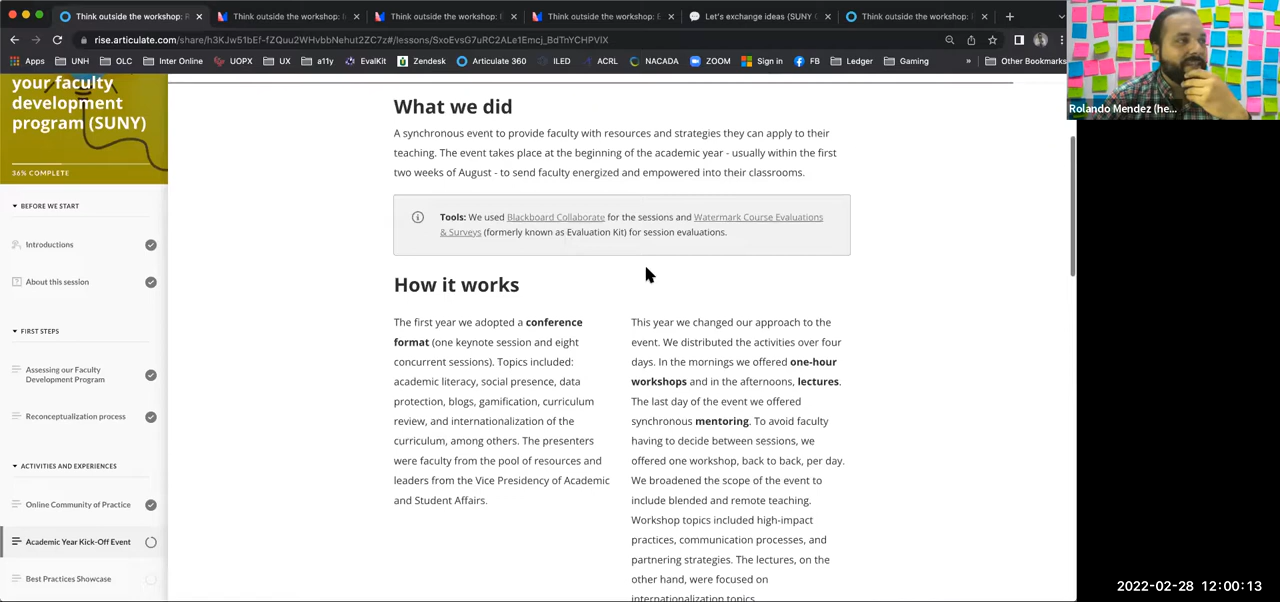 Think outside the workshop: R
Think outside the workshop: I
Think outside the workshop: E
Think outside the workshop: E
Let's exchange ideas (SUNY C
Think outside the workshop: E
rise.articulate.com/share/h3KJw51bEf-fZQuu2WHvbbNehut2ZC7z#/lessons/SxoEvsG7uRC2ALe1Emcj_BdTnYCHPVIX
Apps UNH OLC Inter Online UOPX UX a11y EvalKit Zendesk Articulate 360 ILED ACRL NACADA ZOOM Sign in FB Ledger Gaming » Other Bookmarks
your faculty
development
program (SUNY)
36% COMPLETE
BEFORE WE START
Introductions
About this session
FIRST STEPS
Assessing our Faculty
Development Program
Reconceptualization process
ACTIVITIES AND EXPERIENCES
Online Community of Practice
Academic Year Kick-Off Event
Best Practices Showcase
What we did
A synchronous event to provide faculty with resources and strategies they can apply to their
teaching. The event takes place at the beginning of the academic year - usually within the first
two weeks of August - to send faculty energized and empowered into their classrooms.
Tools: We used Blackboard Collaborate for the sessions and Watermark Course Evaluations
& Surveys (formerly known as Evaluation Kit) for session evaluations.
How it works
The first year we adopted a conference
format (one keynote session and eight
concurrent sessions). Topics included:
academic literacy, social presence, data
protection, blogs, gamification, curriculum
review, and internationalization of the
curriculum, among others. The presenters
were faculty from the pool of resources and
leaders from the Vice Presidency of Academic
and Student Affairs.
This year we changed our approach to the
event. We distributed the activities over four
days. In the mornings we offered one-hour
workshops and in the afternoons, lectures.
The last day of the event we offered
synchronous mentoring. To avoid faculty
having to decide between sessions, we
offered one workshop, back to back, per day.
We broadened the scope of the event to
include blended and remote teaching.
Workshop topics included high-impact
practices, communication processes, and
partnering strategies. The lectures, on the
other hand, were focused on
internationalization topics.
Rolando Mendez (he...
2022-02-28 12:00:13